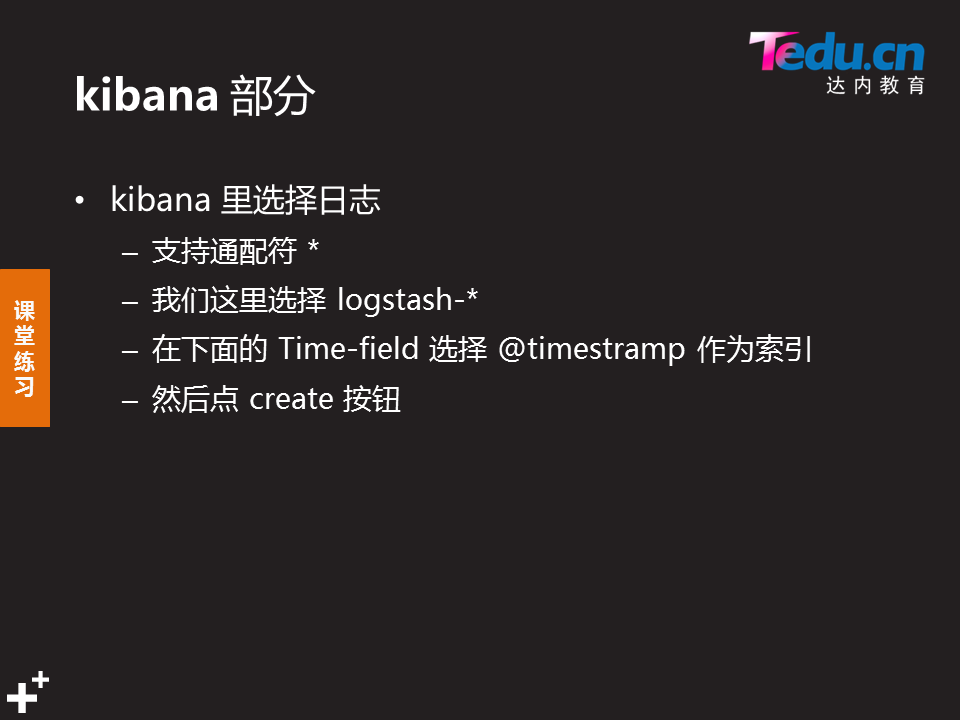 Tedu.cn
达内教育
kibana 部分
• kibana 里选择日志
– 支持通配符 *
– 我们这里选择 logstash-*
– 在下面的 Time-field 选择 @timestramp 作为索引
– 然后点 create 按钮
课
堂
练
习